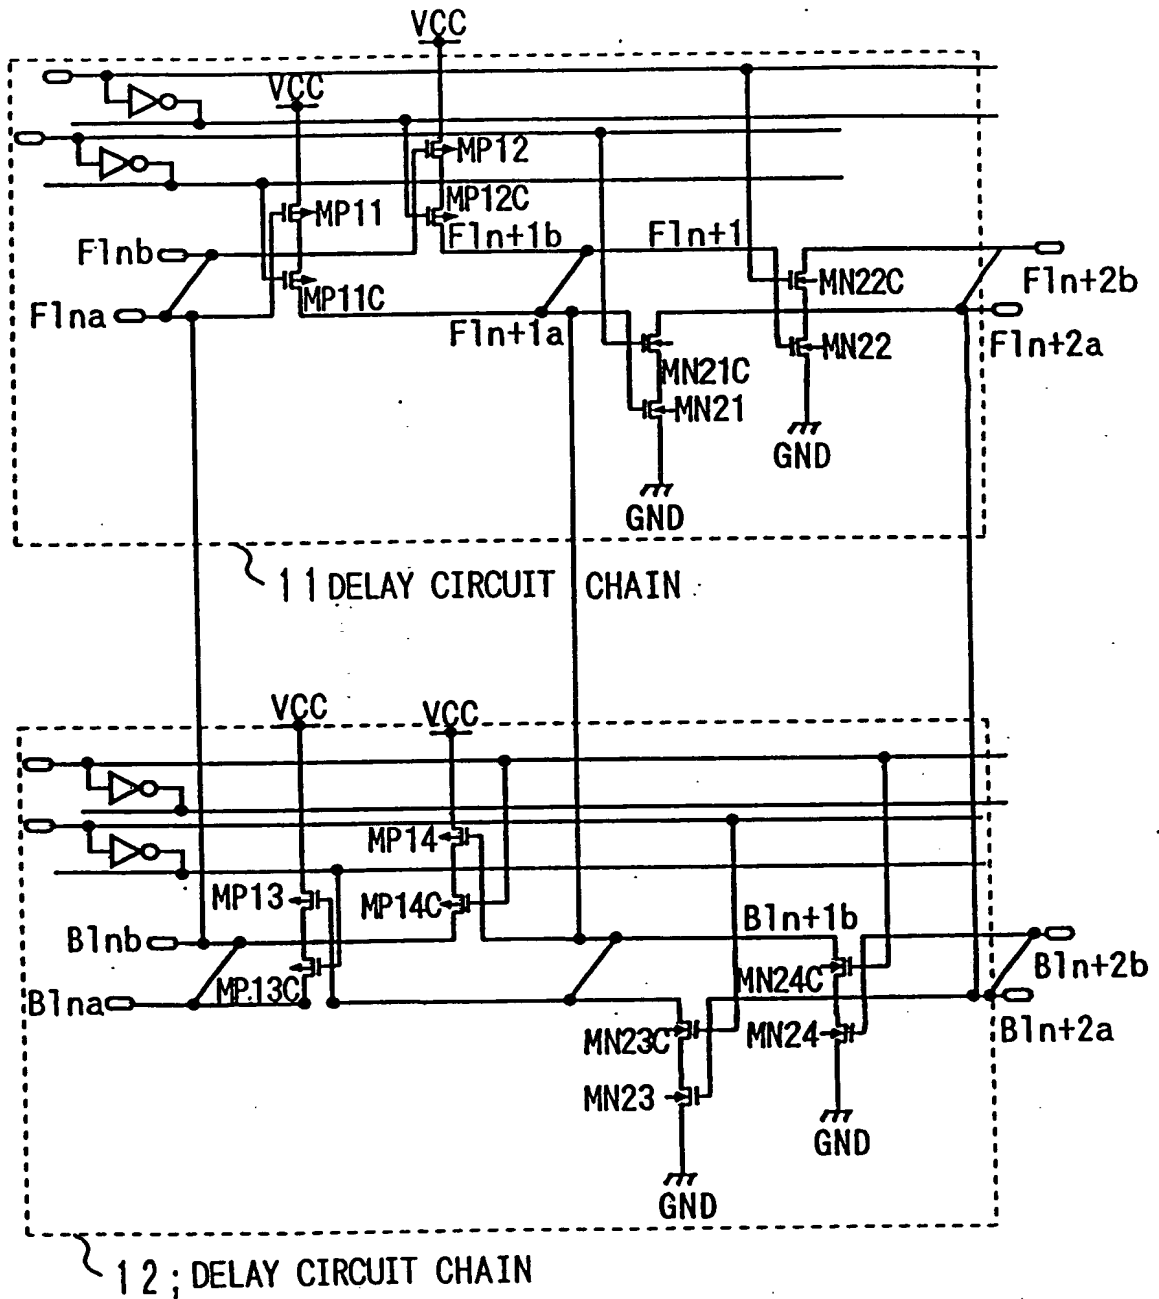 VCC
VCC
MP12
MP12C
MP11
Flnb
Fln+1b
Fln+1
MP11C
MN22C
Fln+2b
Flna
Fln+1a
MN22
Fln+2a
MN21C
MN21
GND
GND
11 DELAY CIRCUIT CHAIN
VCC
VCC
MP14
MP13
MP14C
Bln+1b
Blnb
MP13C
MN24C
Bln+2b
Blna
MN23C
MN24
Bln+2a
MN23
GND
GND
12; DELAY CIRCUIT CHAIN